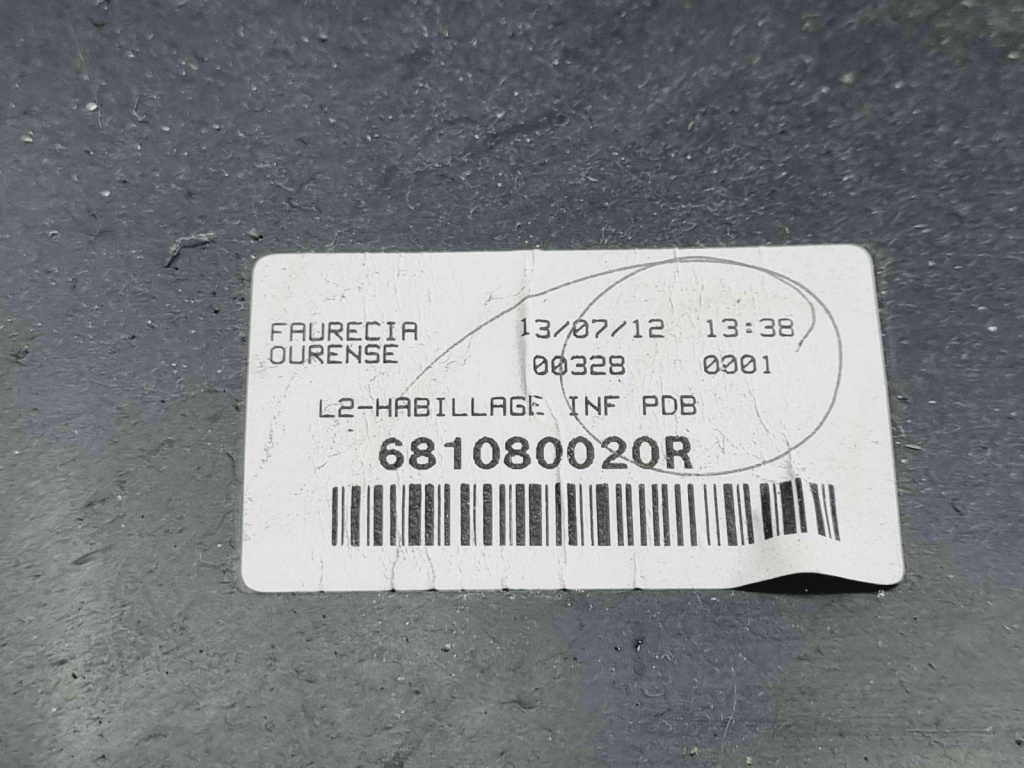 FAURECIA 13/07/12 13:38
OURENSE 00328 0001
L2-HABILLAGE INF PDB
681080020R